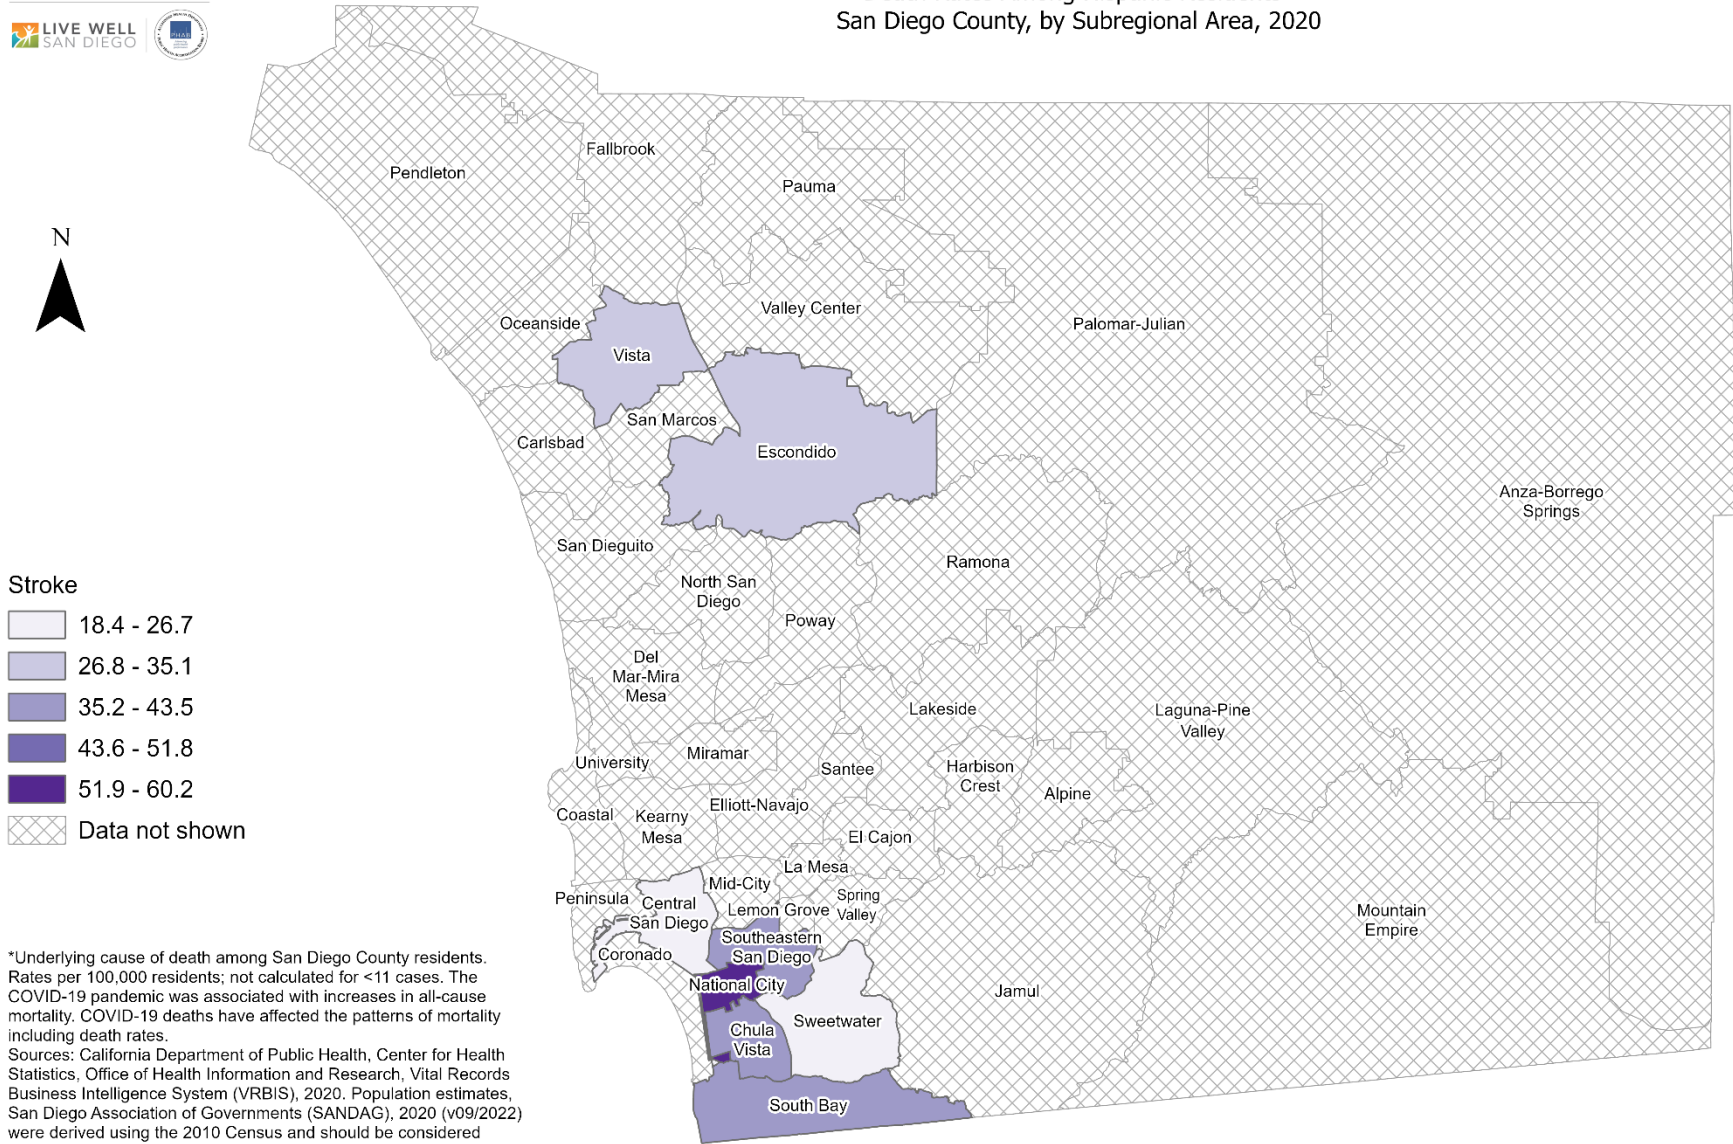 San Diego County, by Subregional Area, 2020
LIVE WELL
SAN DIEGO
PHAB
N
Pendleton
Fallbrook
Pauma
Oceanside
Vista
Valley Center
Palomar-Julian
San Marcos
Carlsbad
Escondido
Anza-Borrego
Springs
San Dieguito
North San
Diego
Ramona
Poway
Del
Mar-Mira
Mesa
Lakeside
Laguna-Pine
Valley
University
Miramar
Santee
Harbison
Crest
Alpine
Coastal
Kearny
Mesa
Elliott-Navajo
El Cajon
La Mesa
Mid-City
Peninsula
Central
San Diego
Lemon Grove
Spring
Valley
Mountain
Empire
Coronado
Southeastern
San Diego
National City
Jamul
Chula
Vista
Sweetwater
South Bay
Stroke
18.4 - 26.7
26.8 - 35.1
35.2 - 43.5
43.6 - 51.8
51.9 - 60.2
Data not shown
*Underlying cause of death among San Diego County residents.
Rates per 100,000 residents; not calculated for <11 cases. The
COVID-19 pandemic was associated with increases in all-cause
mortality. COVID-19 deaths have affected the patterns of mortality
including death rates.
Sources: California Department of Public Health, Center for Health
Statistics, Office of Health Information and Research, Vital Records
Business Intelligence System (VRBIS), 2020. Population estimates,
San Diego Association of Governments (SANDAG), 2020 (v09/2022)
were derived using the 2010 Census and should be considered